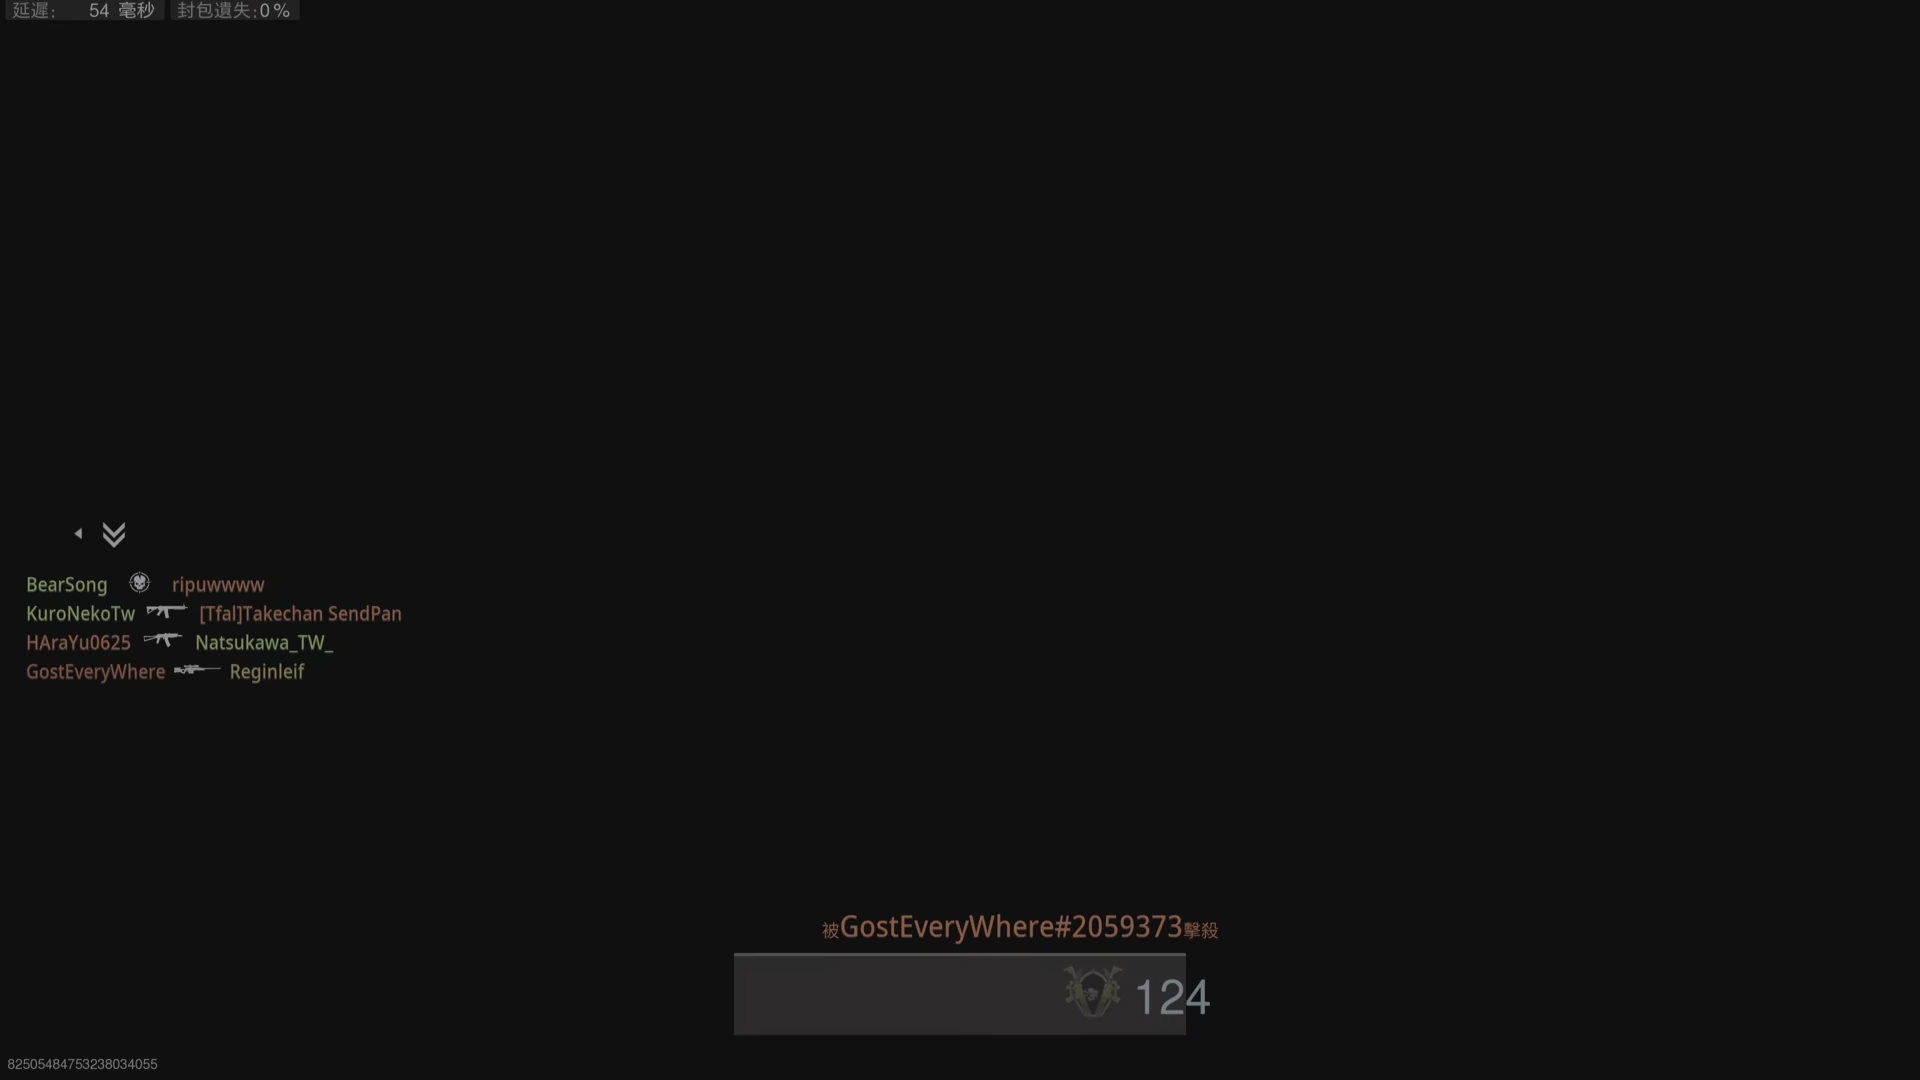 延遲: 54 毫秒 封包遺失:0%
BearSong ripuwwww
KuroNekoTw [Tfal]Takechan SendPan
HAraYu0625 Natsukawa_TW_
GostEveryWhere Reginleif
被GostEveryWhere#2059373擊殺
124
82505484753238034055